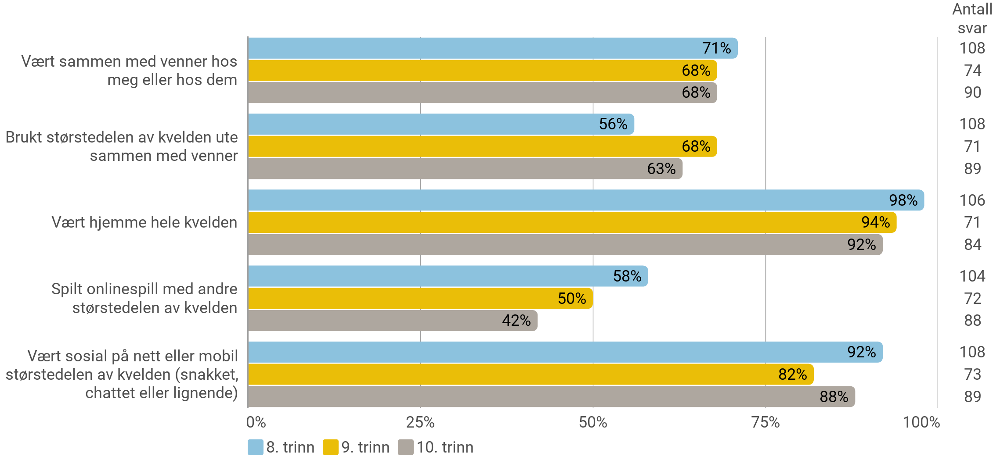 Antall
svar
Vært sammen med venner hos
meg eller hos dem
71% 108
68% 74
68% 90
Brukt størstedelen av kvelden ute
sammen med venner
56% 108
68% 71
63% 89
Vært hjemme hele kvelden
98% 106
94% 71
92% 84
Spilt onlinespill med andre
størstedelen av kvelden
58% 104
50% 72
42% 88
Vært sosial på nett eller mobil
størstedelen av kvelden (snakket,
chattet eller lignende)
92% 108
82% 73
88% 89
0% 25% 50% 75% 100%
8. trinn 9. trinn 10. trinn